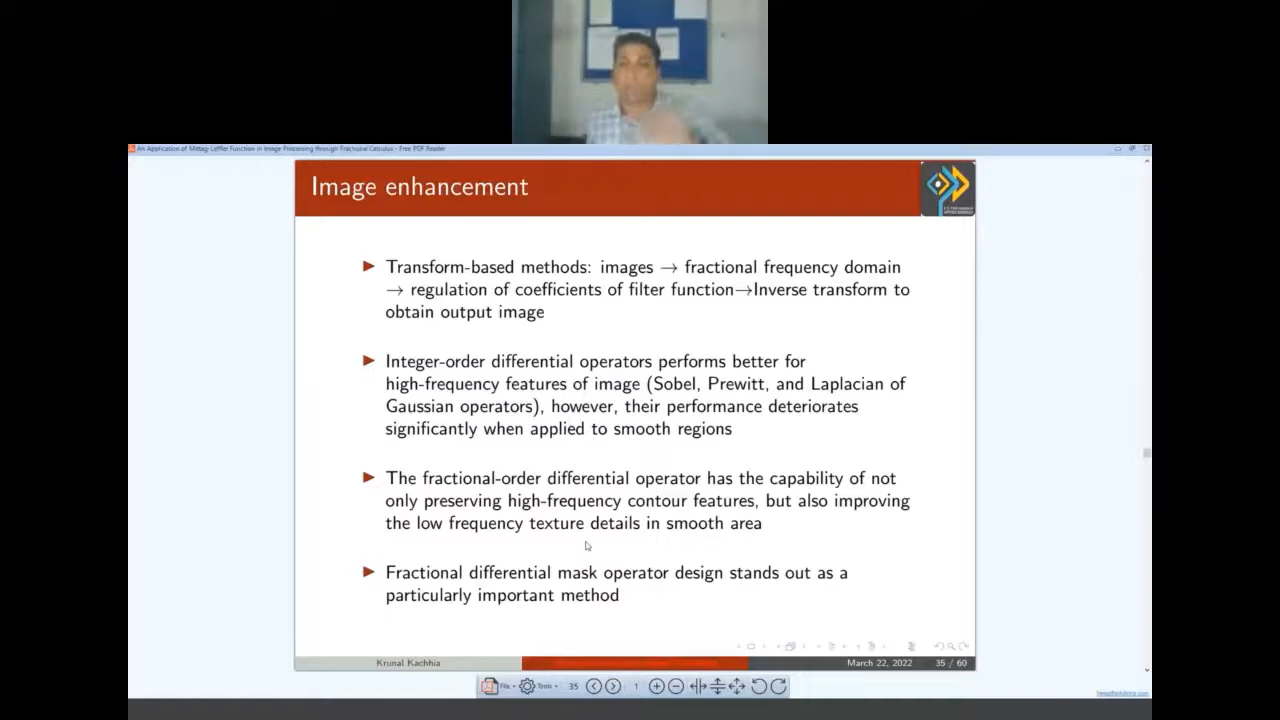 An Application of Mittag-Leffler Function in Image Processing through Fractional Calculus - Free PDF Reader
Image enhancement
Transform-based methods: images → fractional frequency domain
→ regulation of coefficients of filter function→Inverse transform to
obtain output image
Integer-order differential operators performs better for
high-frequency features of image (Sobel, Prewitt, and Laplacian of
Gaussian operators), however, their performance deteriorates
significantly when applied to smooth regions
The fractional-order differential operator has the capability of not
only preserving high-frequency contour features, but also improving
the low frequency texture details in smooth area
Fractional differential mask operator design stands out as a
particularly important method
Krunal Kachhia
March 22, 2022
35 / 60
File
Tools
35
1